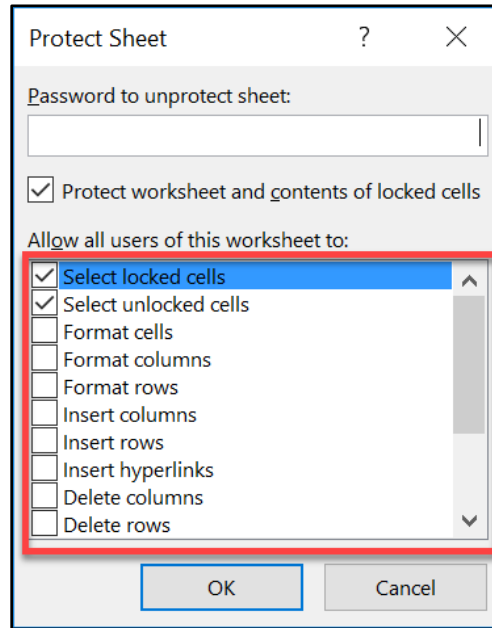 Protect Sheet ?
Password to unprotect sheet:
Protect worksheet and contents of locked cells
Allow all users of this worksheet to:
Select locked cells
Select unlocked cells
Format cells
Format columns
Format rows
Insert columns
Insert rows
Insert hyperlinks
Delete columns
Delete rows
OK Cancel